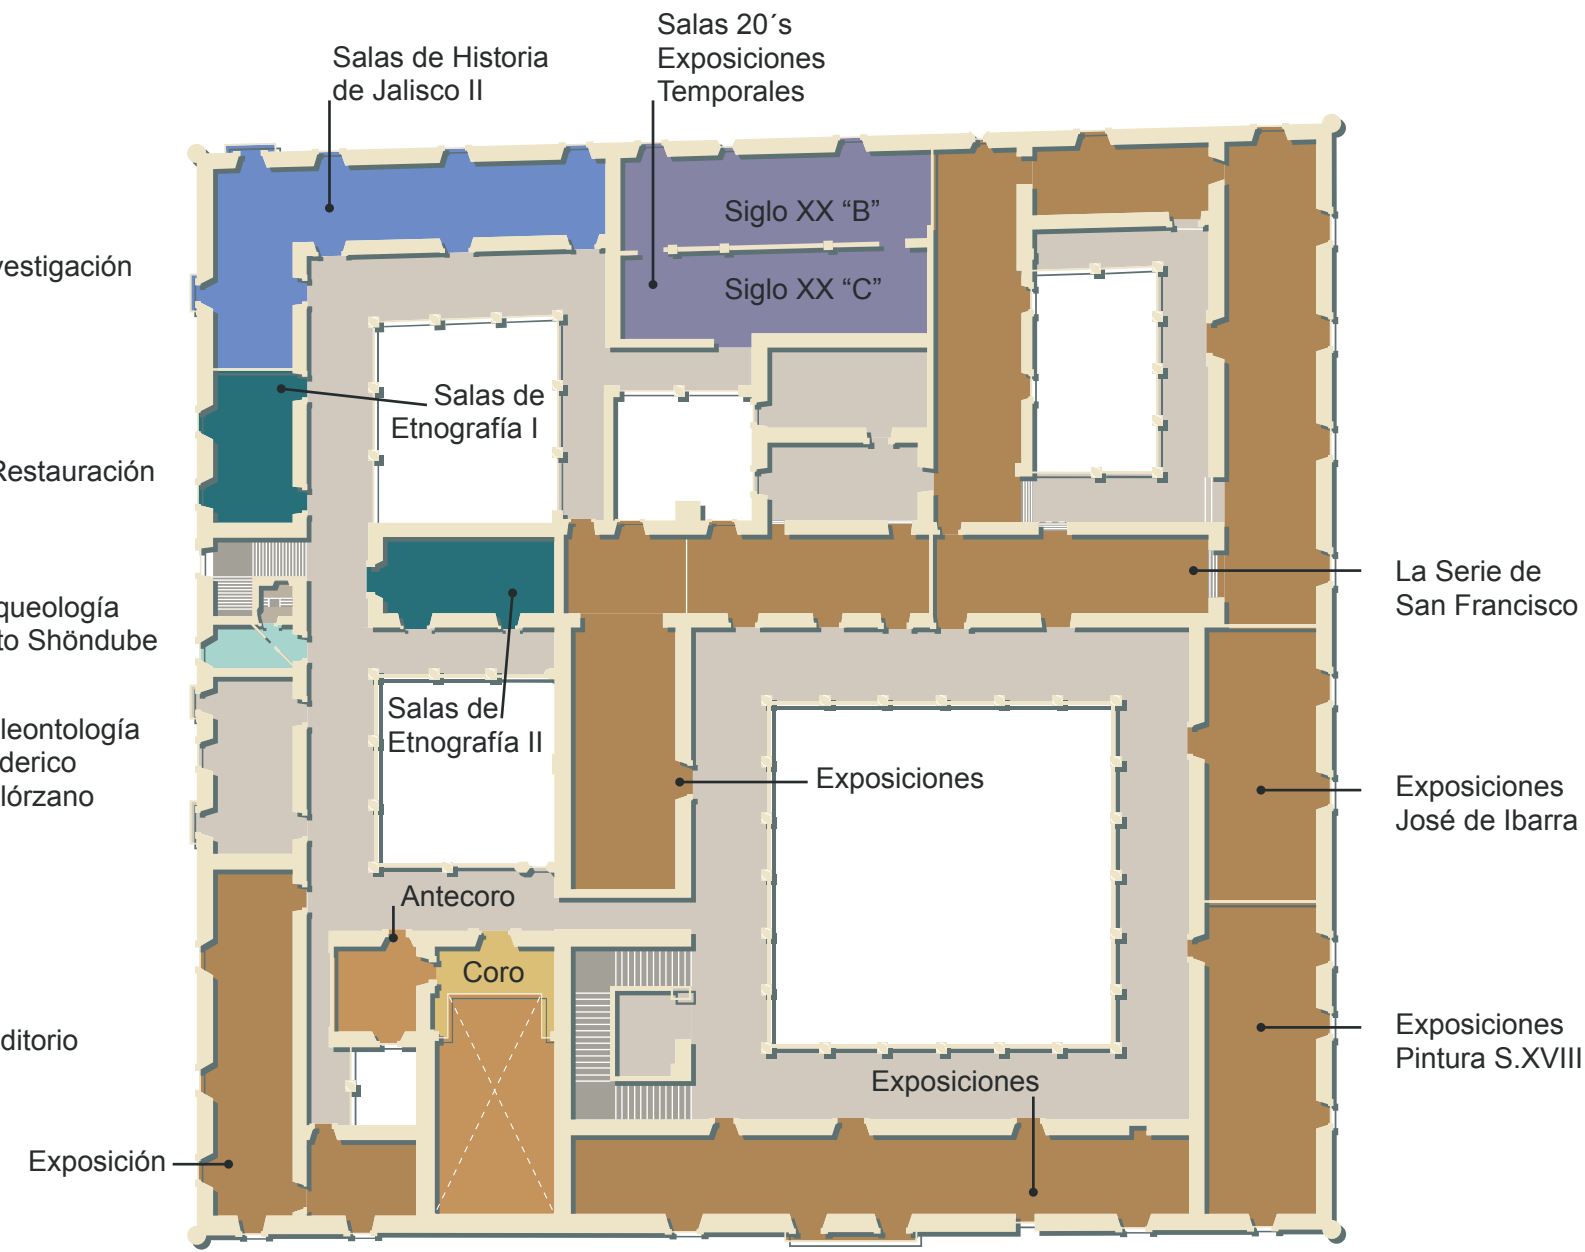 Salas 20´s
Exposiciones
Temporales
Salas de Historia
de Jalisco II
Siglo XX “B”
Siglo XX “C”
vestigación
Salas de
Etnografía I
Restauración
queología
to Shöndube
La Serie de
San Francisco
Salas de
Etnografía II
leontología
derico
lórzano
Exposiciones
Exposiciones
José de Ibarra
Antecoro
Coro
ditorio
Exposiciones
Pintura S.XVIII
Exposiciones
Exposición